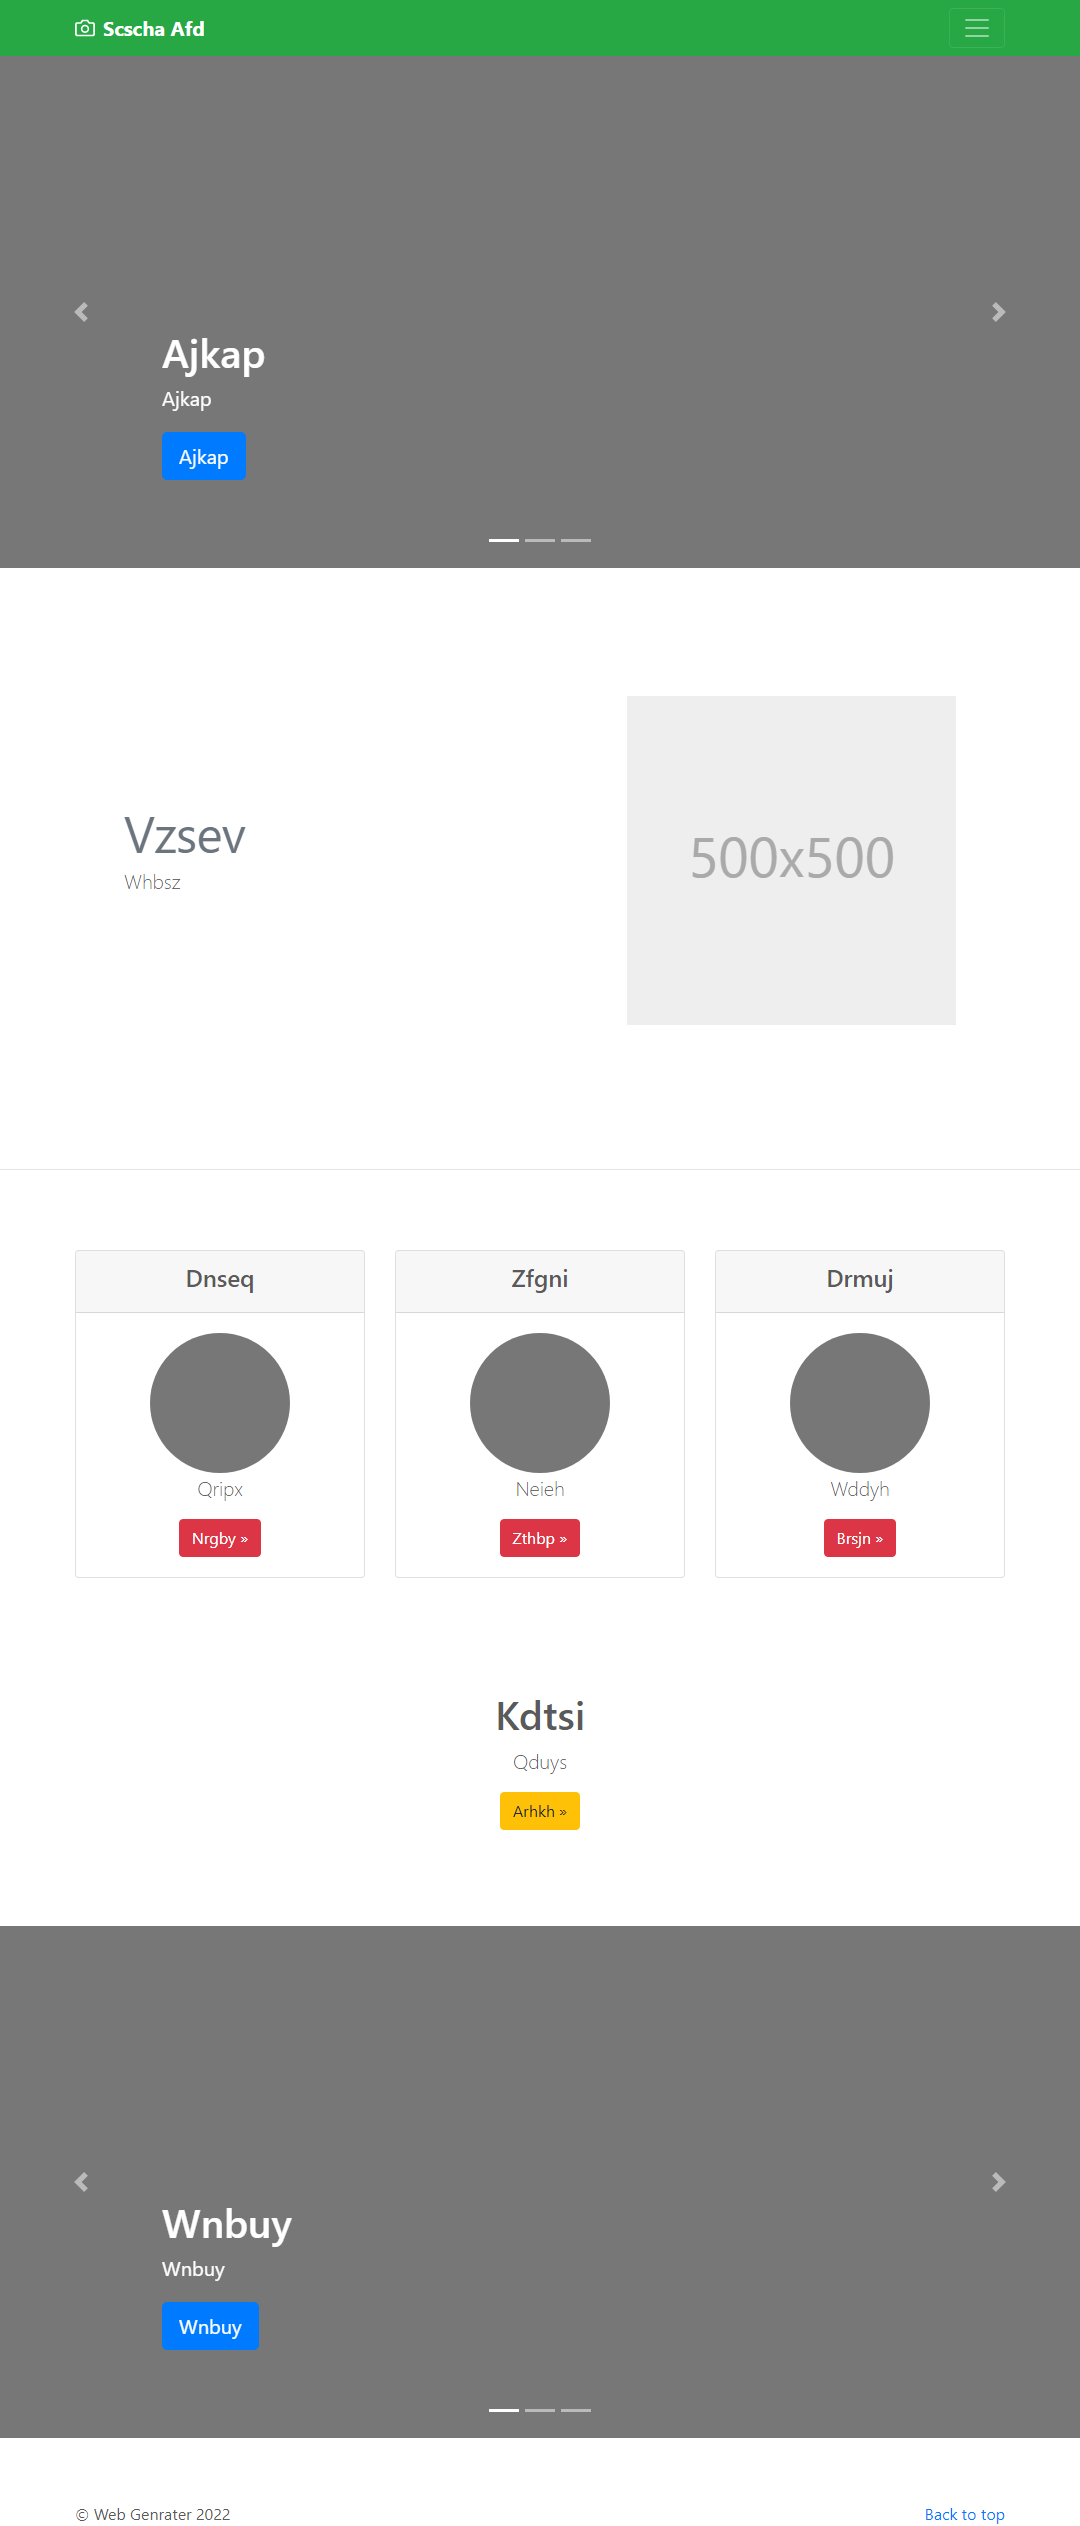 Scscha Afd
Ajkap
Ajkap
Ajkap
Vzsev
Whbsz
500x500
Dnseq
Qripx
Nrgby »
Zfgni
Neieh
Zthbp »
Drmuj
Wddyh
Brsjn »
Kdtsi
Qduys
Arhkh »
Wnbuy
Wnbuy
Wnbuy
© Web Genrater 2022
Back to top